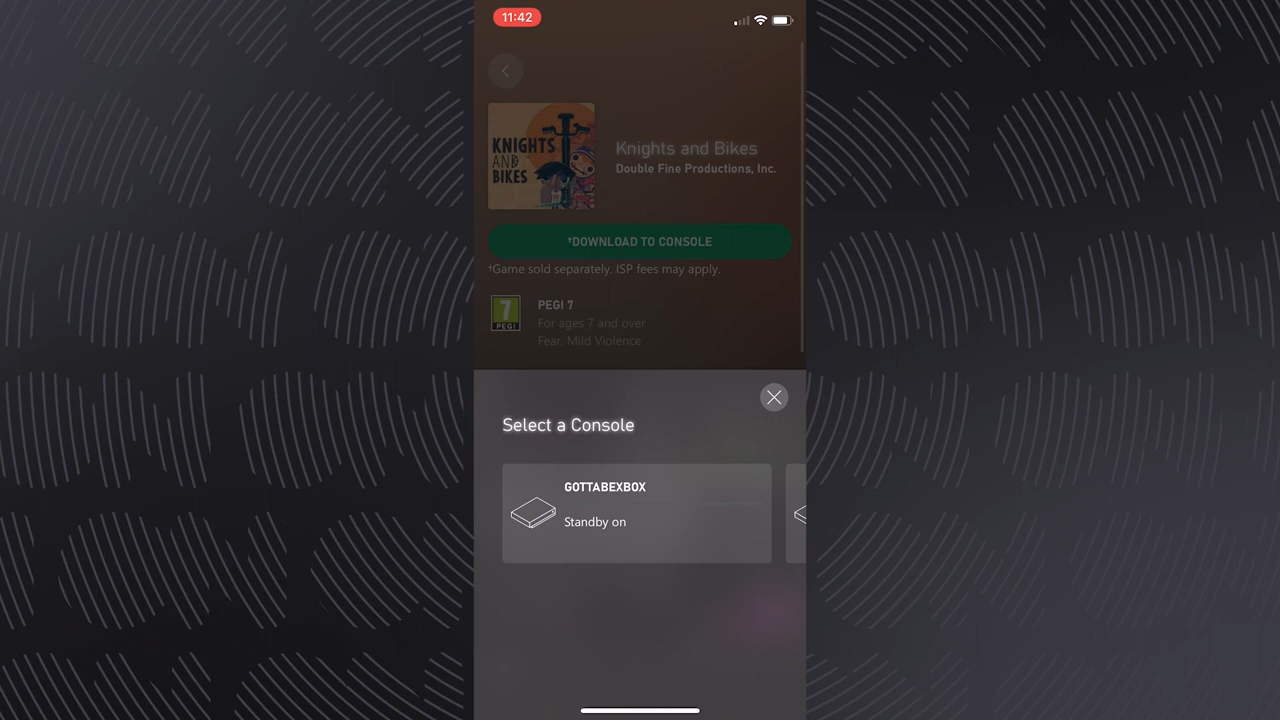 11:42
KNIGHTS
AND
BIKES
Knights and Bikes
Double Fine Productions, Inc.
†DOWNLOAD TO CONSOLE
†Game sold separately. ISP fees may apply.
7
PEGI
PEGI 7
For ages 7 and over
Fear, Mild Violence
Select a Console
GOTTABEXBOX
Standby on